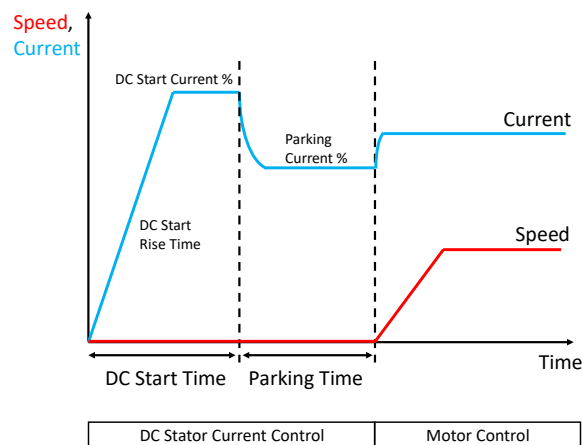 Speed,
Current
DC Start Current %
Parking
Current %
Current
DC Start
Rise Time
Speed
Time
DC Start Time
Parking Time
DC Stator Current Control
Motor Control